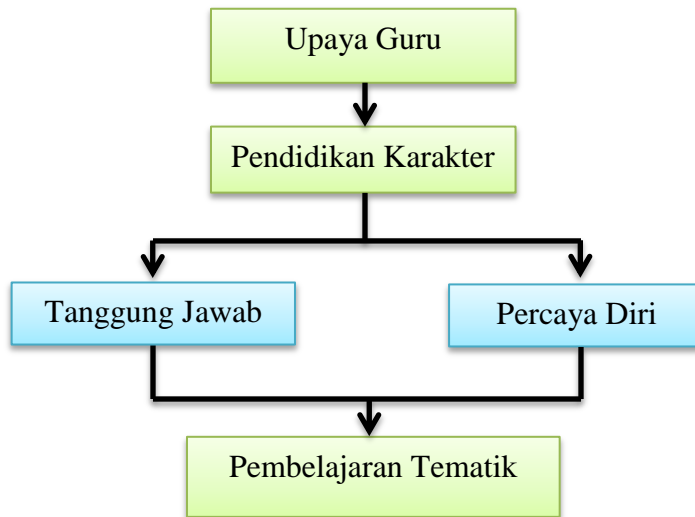 Upaya Guru
Pendidikan Karakter
Tanggung Jawab
Percaya Diri
Pembelajaran Tematik